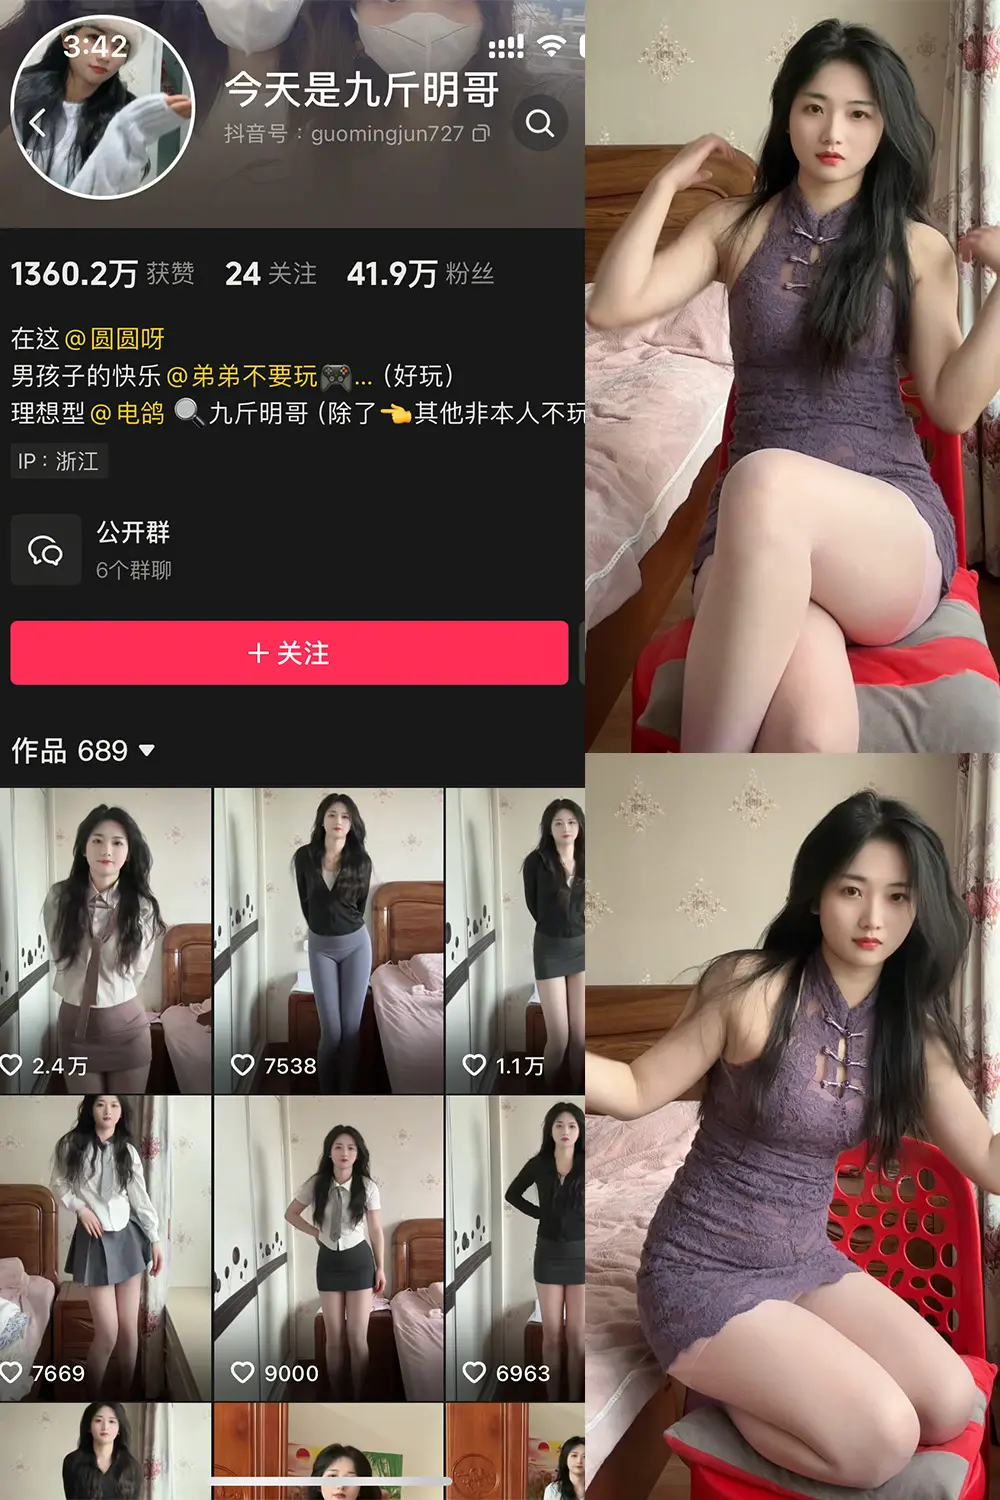 3:42
今天是九斤明哥
抖音号：guomingjun727
1360.2万 获赞 24 关注 41.9万 粉丝
在这@圆圆呀
男孩子的快乐@弟弟不要玩🎮...（好玩）
理想型@电鸽 🔍九斤明哥（除了👈其他非本人不玩
IP：浙江
公开群
6个群聊
＋关注
作品 689
2.4万
7538
1.1万
7669
9000
6963